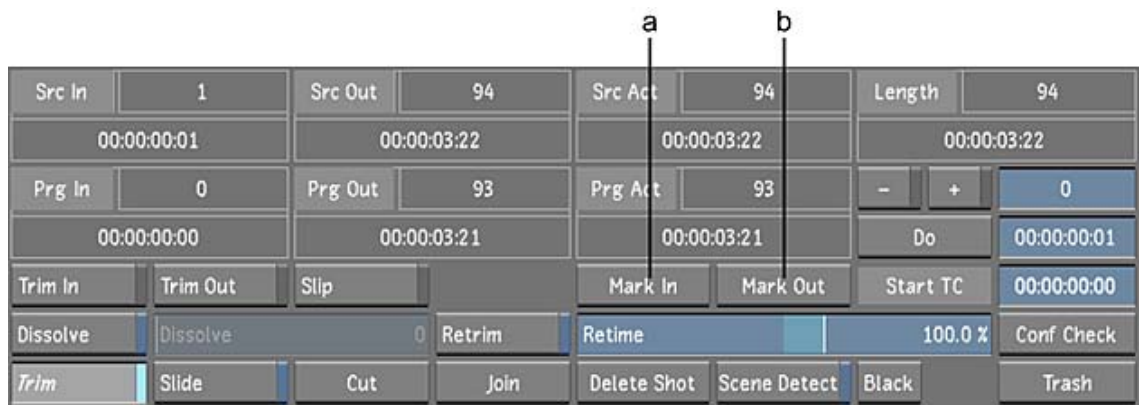 a b
Src In 1 Src Out 94 Src Act 94 Length 94
00:00:00:01 00:00:03:22 00:00:03:22 00:00:03:22
Prg In 0 Prg Out 93 Prg Act 93 - + 0
00:00:00:00 00:00:03:21 00:00:03:21 Do 00:00:00:01
Trim In Trim Out Slip Mark In Mark Out Start TC 00:00:00:00
Dissolve Dissolve 0 Retrim Retime 100.0 % Conf Check
Trim Slide Cut Join Delete Shot Scene Detect Black Trash